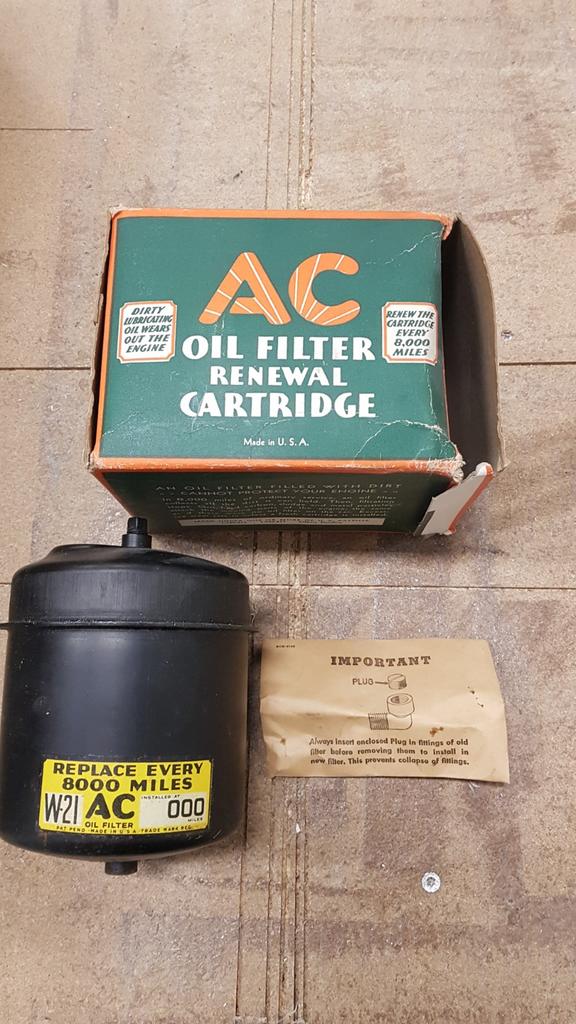 AC
DIRTY
LUBRICATING
OIL WEARS
OUT THE
ENGINE
RENEW THE
CARTRIDGE
EVERY
8,000
MILES
OIL FILTER
RENEWAL
CARTRIDGE
Made in U. S. A.
AN OIL FILTER FILLED WITH DIRT
CANNOT PROTECT YOUR ENGINE
IMPORTANT
PLUG
Always insert enclosed Plug in fittings of old
filter before removing them to install in
new filter. This prevents collapse of fittings.
REPLACE EVERY
8000 MILES
W-21 AC INSTALLED AT 000
OIL FILTER MILES
PAT PEND-MADE IN U S A TRADE MARK REG.